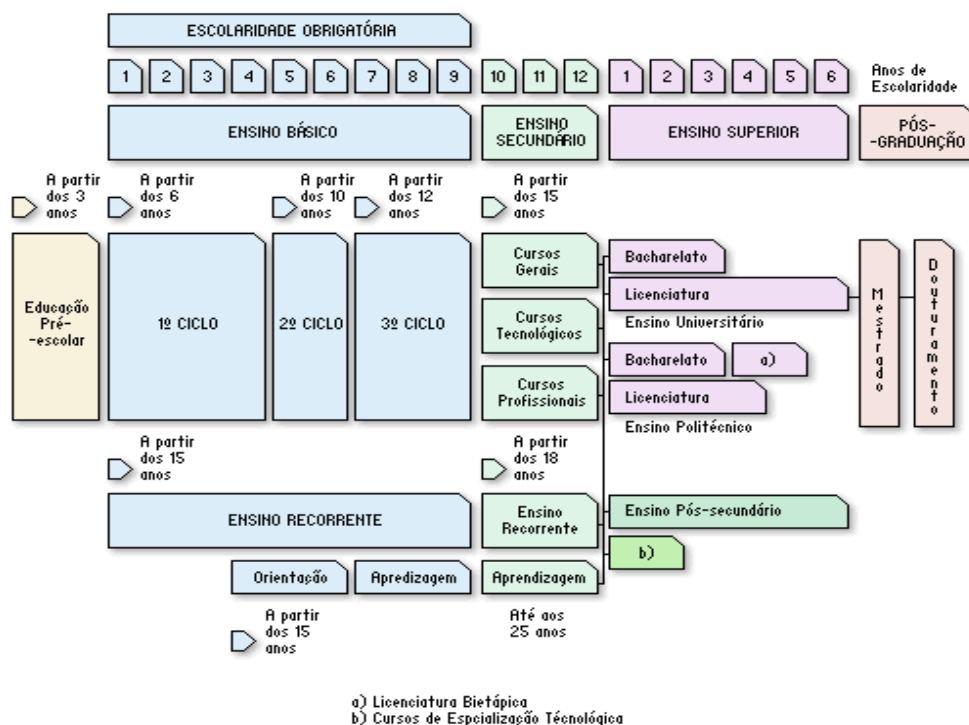 ESCOLARIDADE OBRIGATÓRIA
1 2 3 4 5 6 7 8 9 10 11 12 1 2 3 4 5 6
Anos de
Escolaridade
ENSINO BÁSICO
ENSINO
SECUNDÁRIO
ENSINO SUPERIOR
PÓS-
-GRADUAÇÃO
A partir
dos 3
anos
A partir
dos 6
anos
A partir
dos 10
anos
A partir
dos 12
anos
A partir
dos 15
anos
Educação
Pré-
-escolar
1º CICLO
2º CICLO
3º CICLO
Cursos
Gerais
Cursos
Tecnológicos
Cursos
Profissionais
Bacharelato
Licenciatura
Ensino Universitário
Bacharelato
a)
Licenciatura
Ensino Politécnico
Mestrado
Douturamento
A partir
dos 15
anos
A partir
dos 18
anos
ENSINO RECORRENTE
Ensino
Recorrente
Ensino Pós-secundário
b)
Orientação
Apredizagem
Aprendizagem
A partir
dos 15
anos
Até aos
25 anos
a) Licenciatura Bietápica
b) Cursos de Espcialização Técnológica